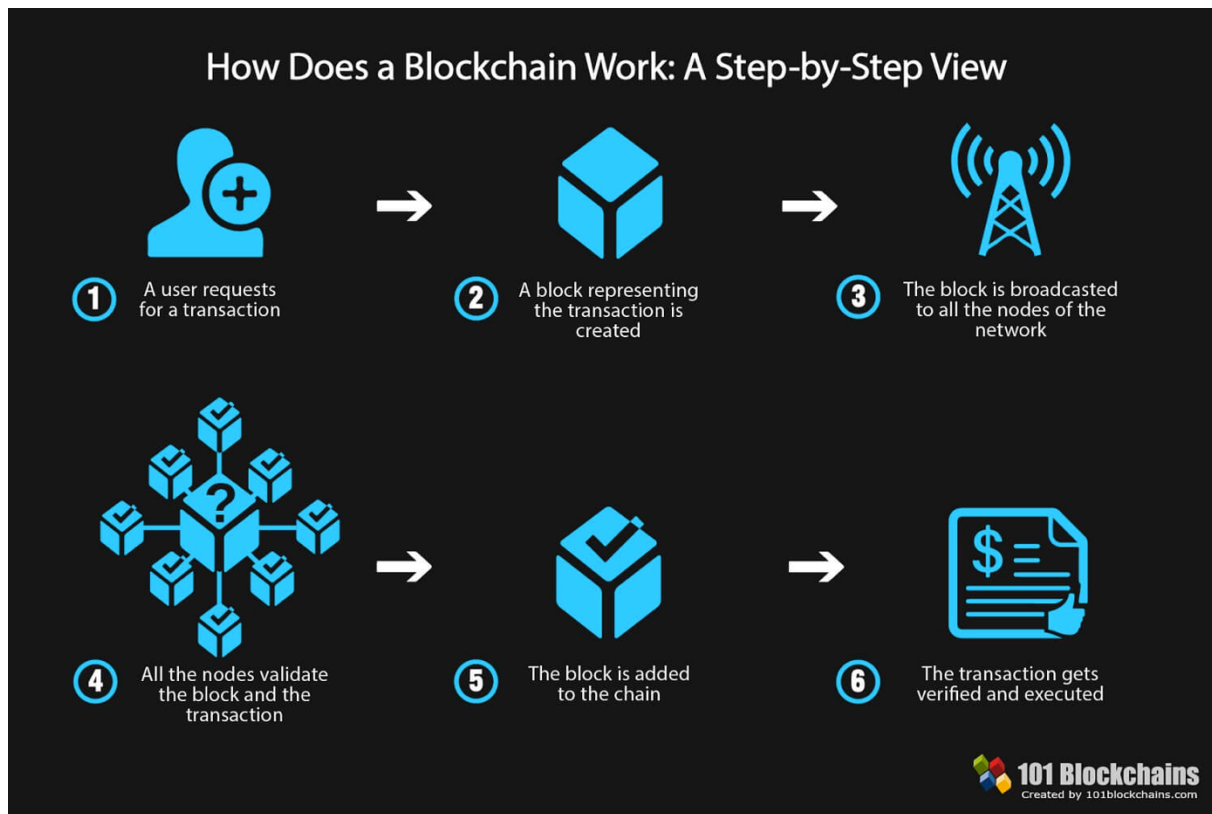 How Does a Blockchain Work: A Step-by-Step View
1
A user requests
for a transaction
2
A block representing
the transaction is
created
3
The block is broadcasted
to all the nodes of the
network
?
4
All the nodes validate
the block and the
transaction
5
The block is added
to the chain
$
6
The transaction gets
verified and executed
101 Blockchains
Created by 101blockchains.com